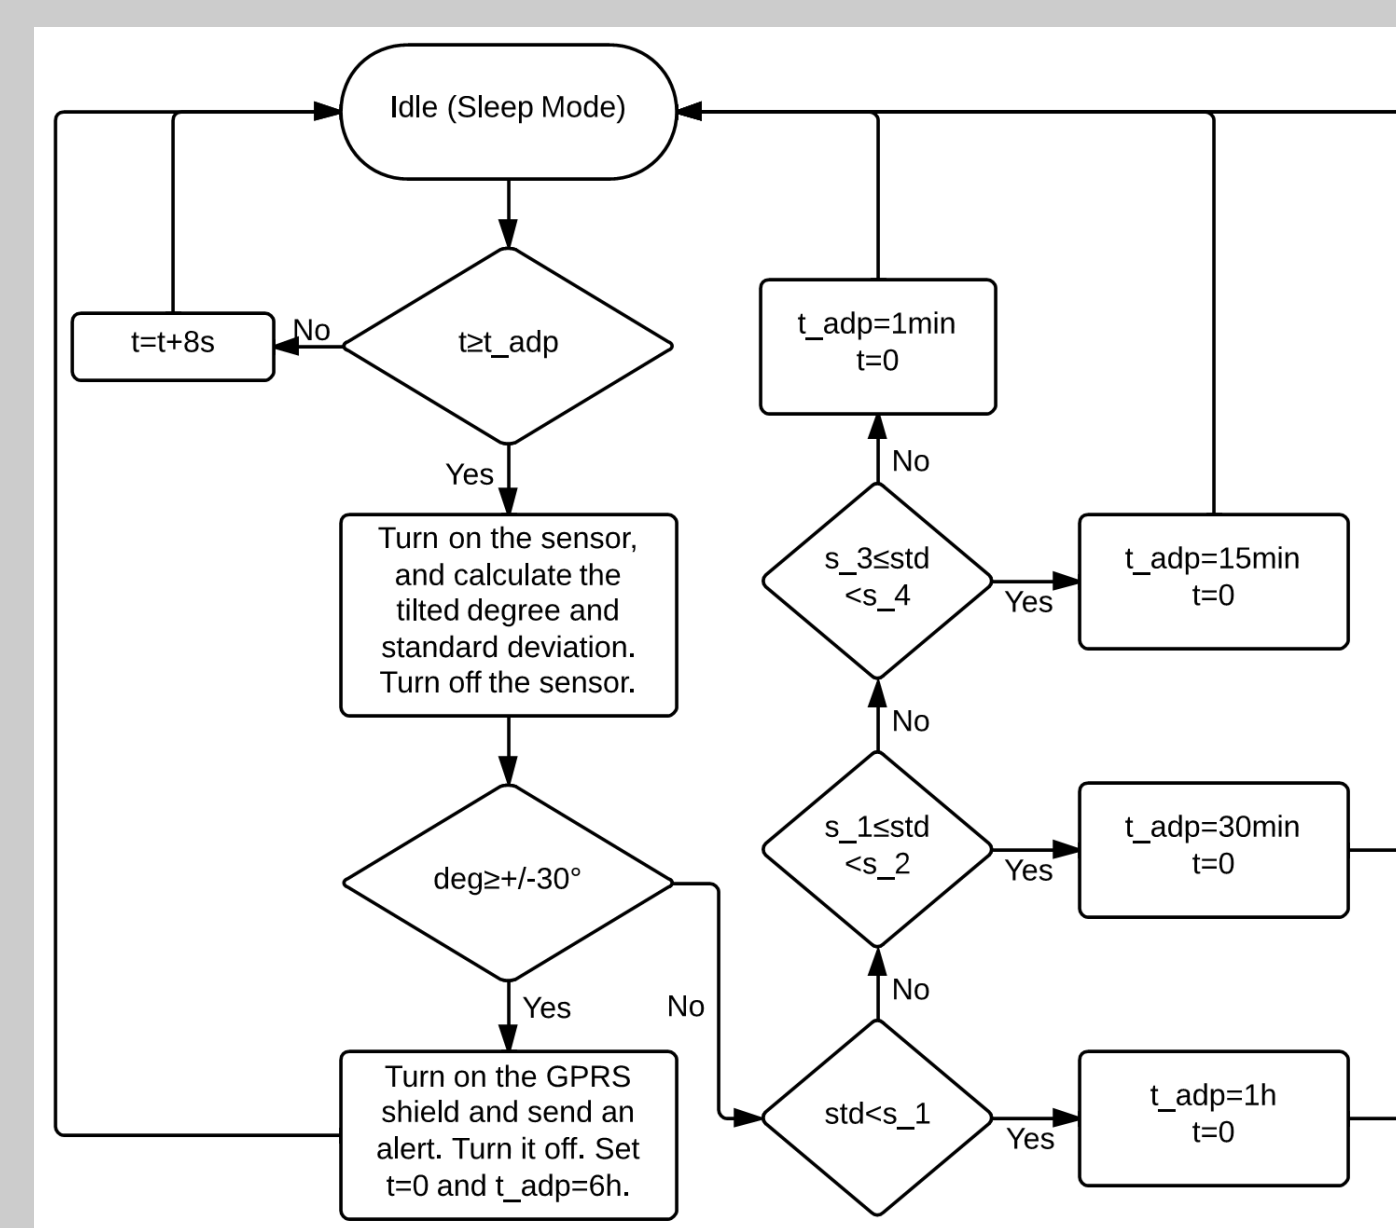 Idle (Sleep Mode)
t≥t_adp
No
t=t+8s
Yes
Turn on the sensor,
and calculate the
tilted degree and
standard deviation.
Turn off the sensor.
deg≥+/-30°
Yes
Turn on the GPRS
shield and send an
alert. Turn it off. Set
t=0 and t_adp=6h.
No
std<s_1
Yes
t_adp=1h
t=0
No
s_1≤std
<s_2
Yes
t_adp=30min
t=0
No
s_3≤std
<s_4
Yes
t_adp=15min
t=0
No
t_adp=1min
t=0